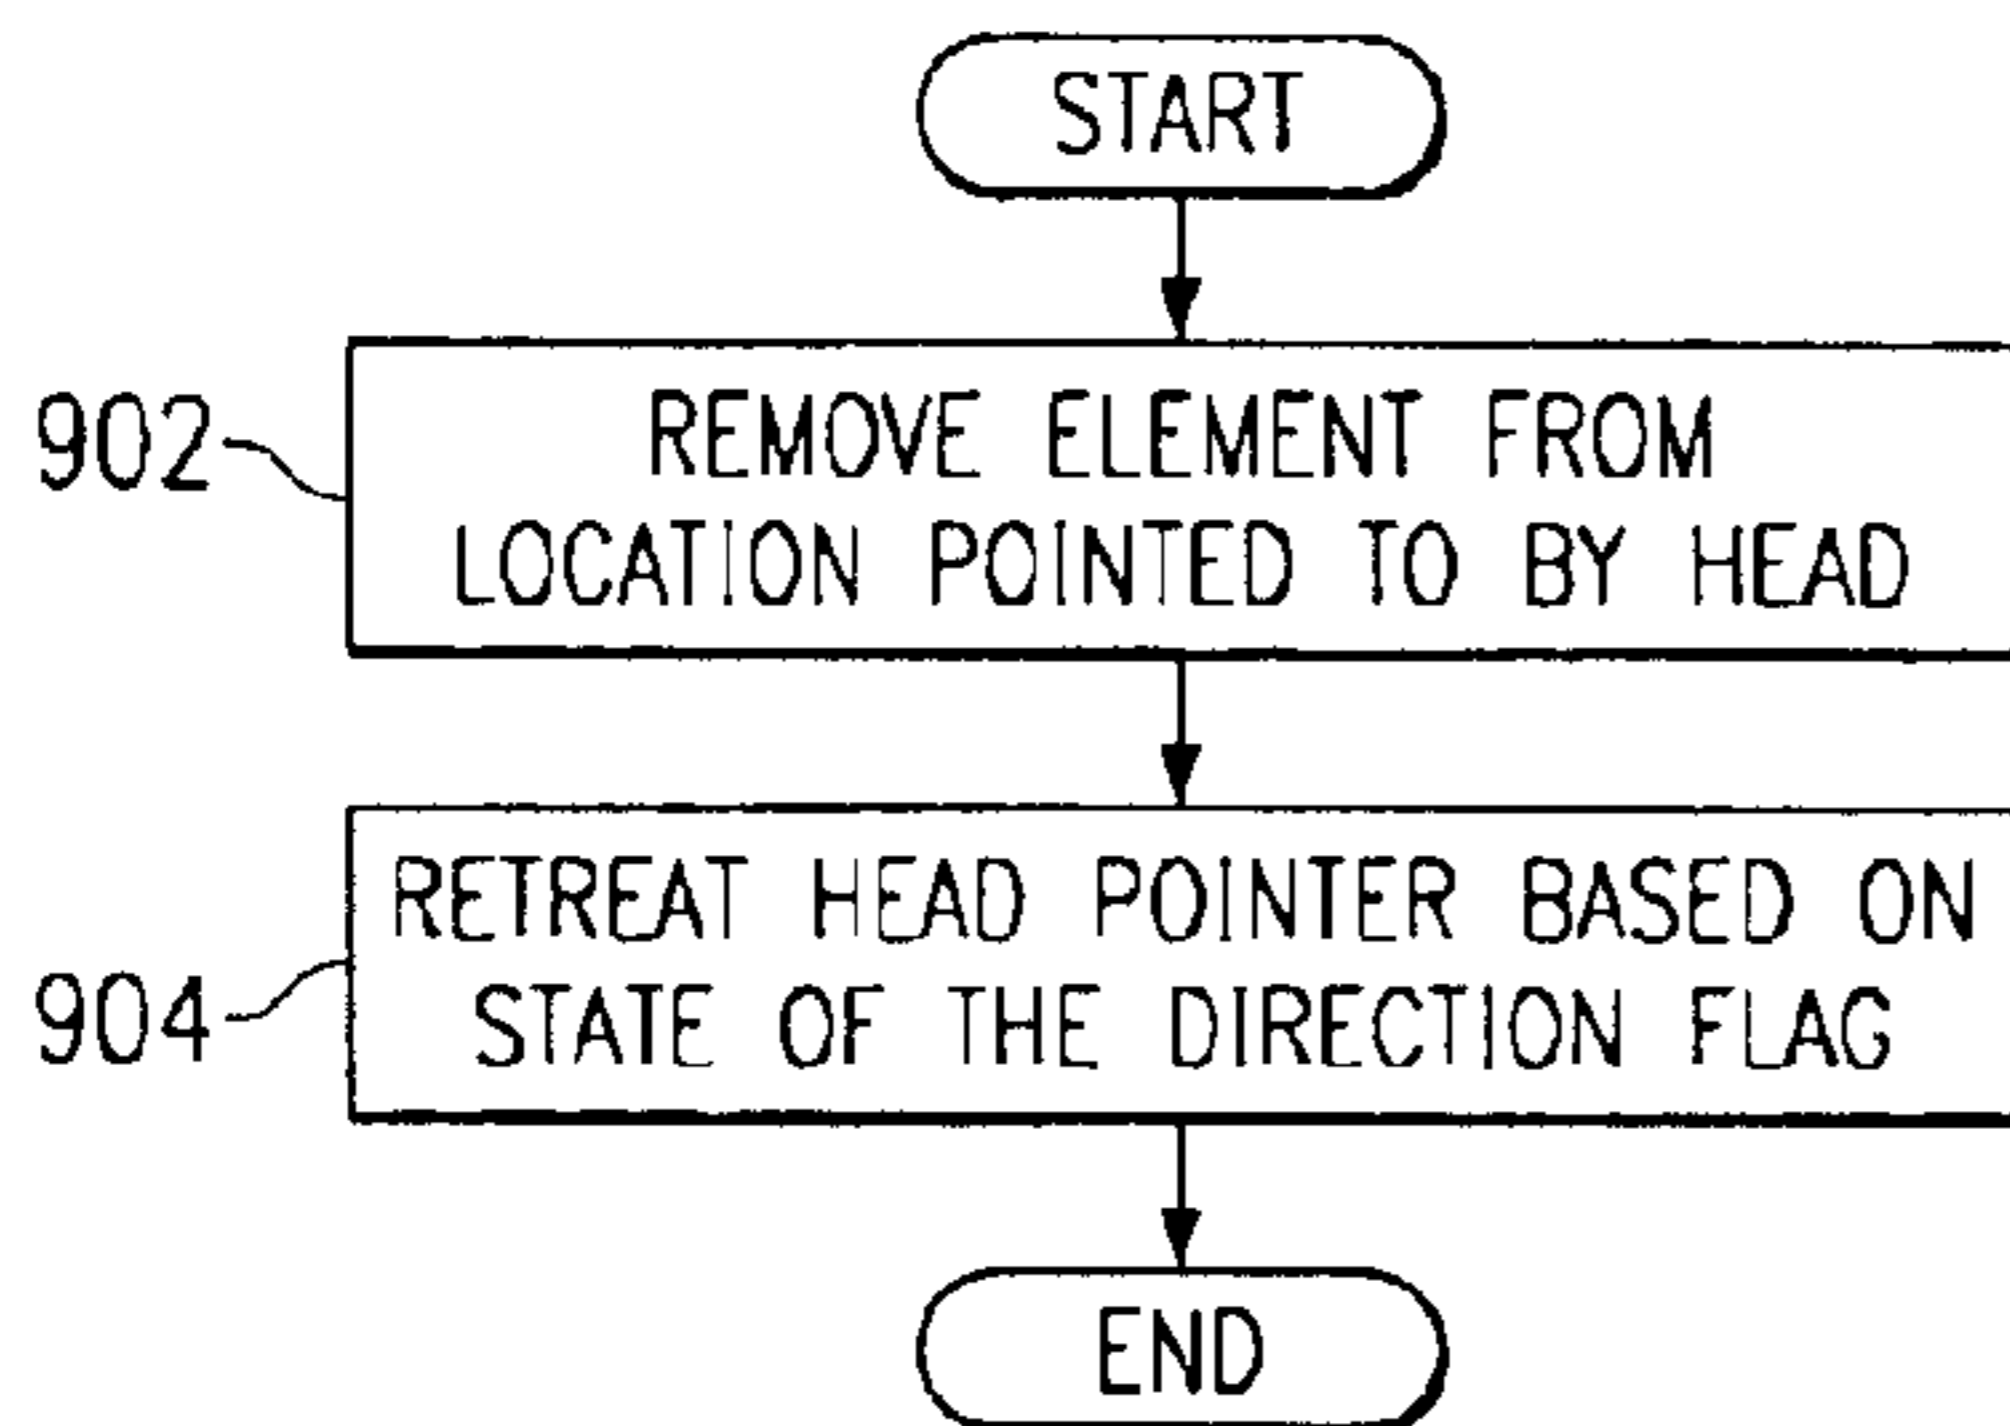 START
902
REMOVE ELEMENT FROM
LOCATION POINTED TO BY HEAD
904
RETREAT HEAD POINTER BASED ON
STATE OF THE DIRECTION FLAG
END